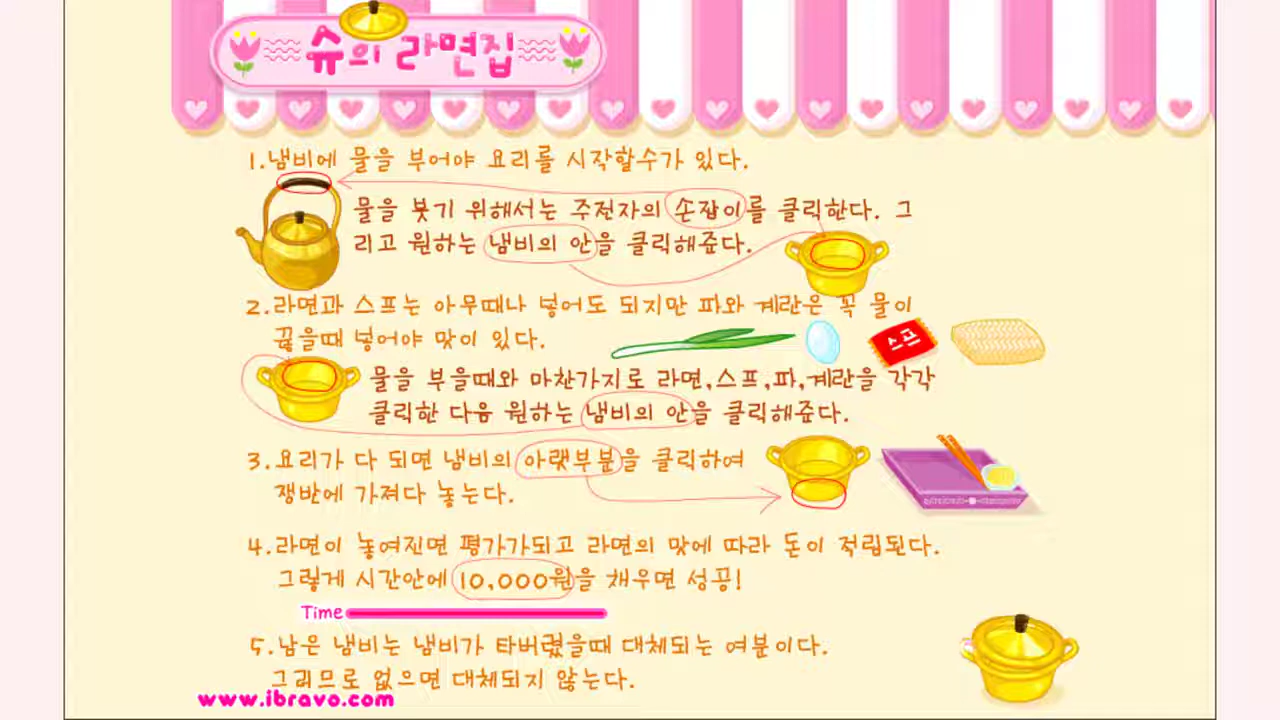 슈의 라면집
1.냄비에 물을 부어야 요리를 시작할수가 있다.
물을 붓기 위해서는 주전자의 손잡이를 클릭한다. 그
리고 원하는 냄비의 안을 클릭해준다.
2.라면과 스프는 아무때나 넣어도 되지만 파와 계란은 꼭 물이
끓을때 넣어야 맛이 있다.
스프
물을 부을때와 마찬가지로 라면,스프,파,계란을 각각
클릭한 다음 원하는 냄비의 안을 클릭해준다.
3.요리가 다 되면 냄비의 아랫부분을 클릭하여
쟁반에 가져다 놓는다.
4.라면이 놓여진면 평가가되고 라면의 맛에 따라 돈이 적립된다.
그렇게 시간안에 10,000원을 채우면 성공!
Time
5.남은 냄비는 냄비가 타버렸을때 대체되는 여분이다.
그러므로 없으면 대체되지 않는다.
www.ibravo.com